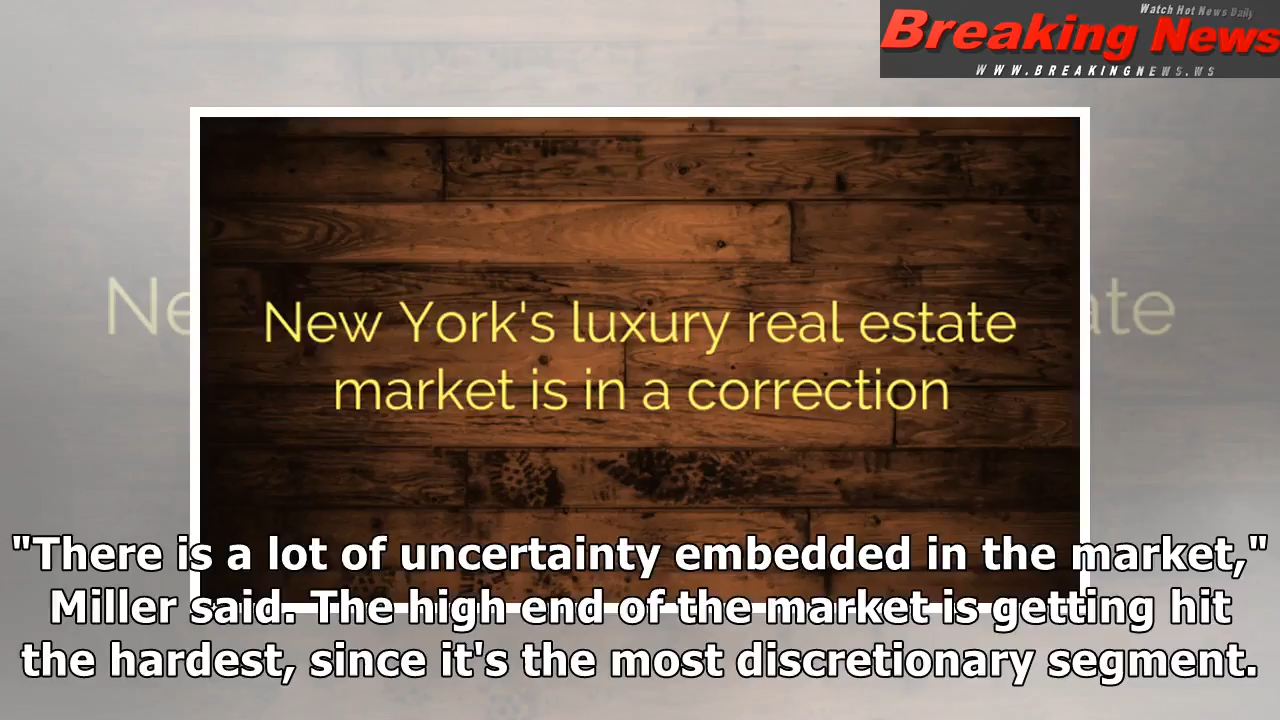 Watch Hot News Daily
Breaking News
WWW.BREAKINGNEWS.WS
New York's luxury real estate
market is in a correction
"There is a lot of uncertainty embedded in the market,"
Miller said. The high end of the market is getting hit
the hardest, since it's the most discretionary segment.